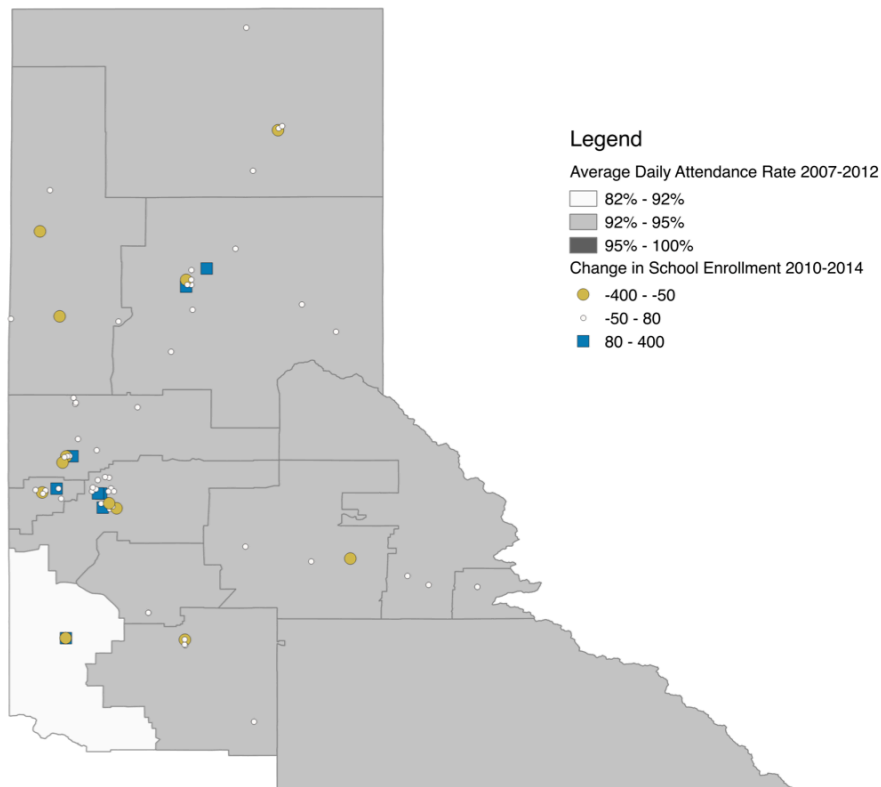 Legend
Average Daily Attendance Rate 2007-2012
82% - 92%
92% - 95%
95% - 100%
Change in School Enrollment 2010-2014
-400 - -50
-50 - 80
80 - 400